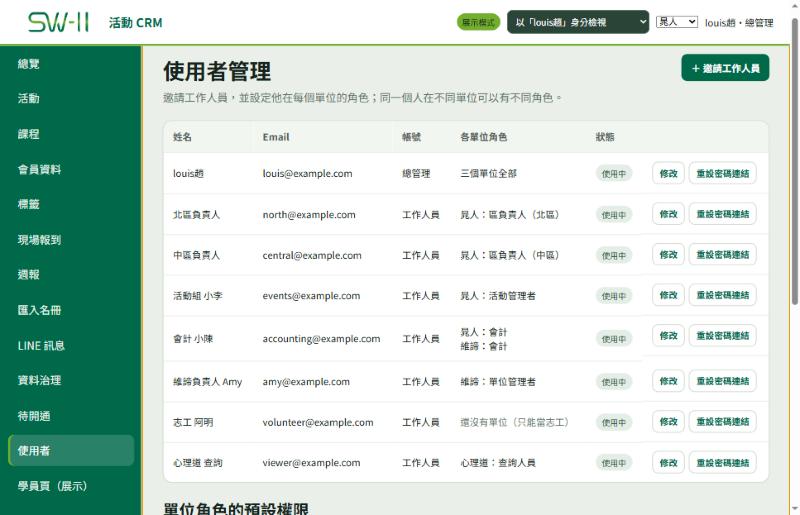 SW-II 活動 CRM
展示模式 以「louis趙」身分檢視 晁人 louis趙・總管理
總覽
活動
課程
會員資料
標籤
現場報到
週報
匯入名冊
LINE 訊息
資料治理
待開通
使用者
學員頁（展示）
使用者管理
＋ 邀請工作人員
邀請工作人員，並設定他在每個單位的角色；同一個人在不同單位可以有不同角色。
姓名 Email 帳號 各單位角色 狀態
louis趙 louis@example.com 總管理 三個單位全部 使用中 修改 重設密碼連結
北區負責人 north@example.com 工作人員 晁人：區負責人（北區） 使用中 修改 重設密碼連結
中區負責人 central@example.com 工作人員 晁人：區負責人（中區） 使用中 修改 重設密碼連結
活動組 小李 events@example.com 工作人員 晁人：活動管理者 使用中 修改 重設密碼連結
會計 小陳 accounting@example.com 工作人員 晁人：會計 使用中 修改 重設密碼連結
維諦：會計
維諦負責人 Amy amy@example.com 工作人員 維諦：單位管理者 使用中 修改 重設密碼連結
志工 阿明 volunteer@example.com 工作人員 還沒有單位（只能當志工） 使用中 修改 重設密碼連結
心理道 查詢 viewer@example.com 工作人員 心理道：查詢人員 使用中 修改 重設密碼連結
單位角色的預設權限